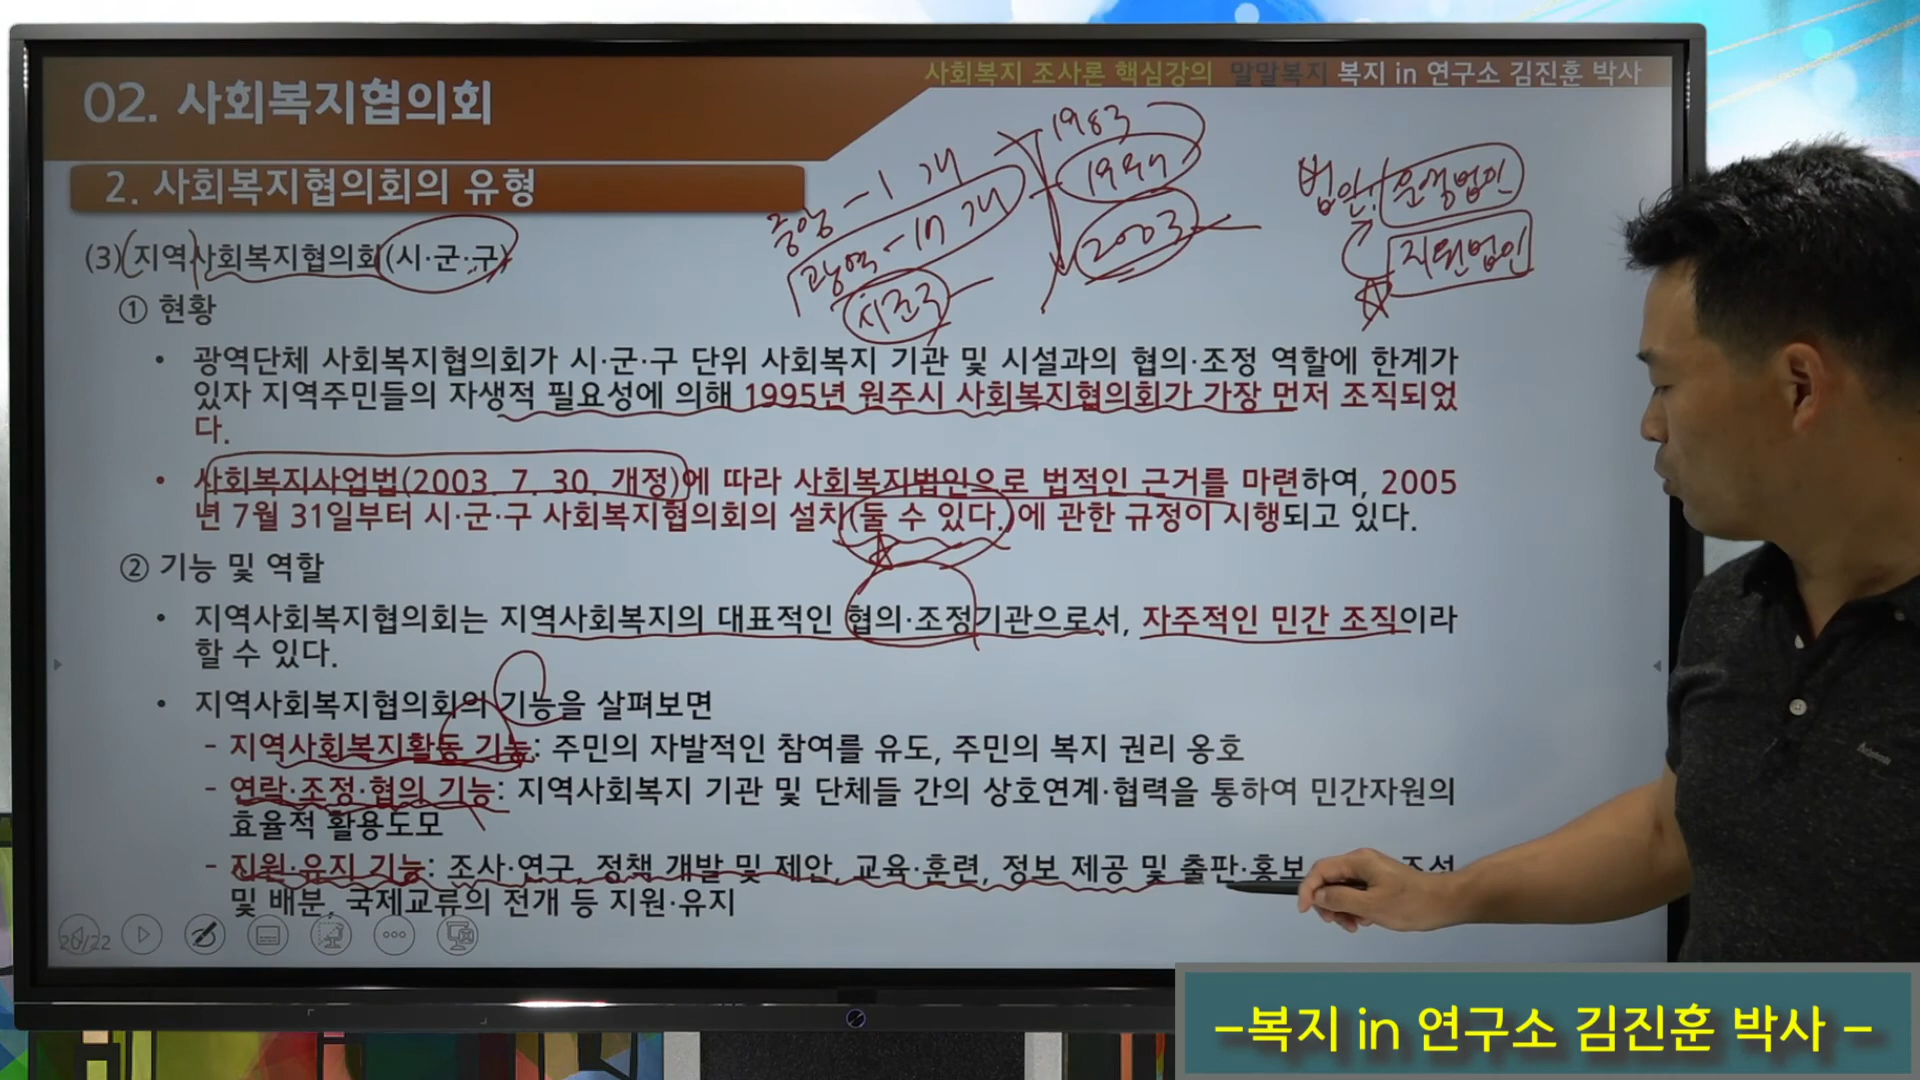 사회복지 조사론 핵심강의 말말복지 복지 in 연구소 김진훈 박사
02. 사회복지협의회
2. 사회복지협의회의 유형
중앙 - 1개
광역 - 17개
시군구
1983
1997
2003
법인: 운영법인
지원법인
(3) 지역사회복지협의회(시·군·구)
① 현황
• 광역단체 사회복지협의회가 시·군·구 단위 사회복지 기관 및 시설과의 협의·조정 역할에 한계가
있자 지역주민들의 자생적 필요성에 의해 1995년 원주시 사회복지협의회가 가장 먼저 조직되었
다.
• 사회복지사업법(2003. 7. 30. 개정)에 따라 사회복지법인으로 법적인 근거를 마련하여, 2005
년 7월 31일부터 시·군·구 사회복지협의회의 설치(둘 수 있다.)에 관한 규정이 시행되고 있다.
② 기능 및 역할
• 지역사회복지협의회는 지역사회복지의 대표적인 협의·조정기관으로서, 자주적인 민간 조직이라
할 수 있다.
• 지역사회복지협의회의 기능을 살펴보면
- 지역사회복지활동 기능: 주민의 자발적인 참여를 유도, 주민의 복지 권리 옹호
- 연락·조정·협의 기능: 지역사회복지 기관 및 단체들 간의 상호연계·협력을 통하여 민간자원의
효율적 활용도모
- 지원·유지 기능: 조사·연구, 정책 개발 및 제안, 교육·훈련, 정보 제공 및 출판·홍보 조성
및 배분, 국제교류의 전개 등 지원·유지
20/22
-복지 in 연구소 김진훈 박사 -